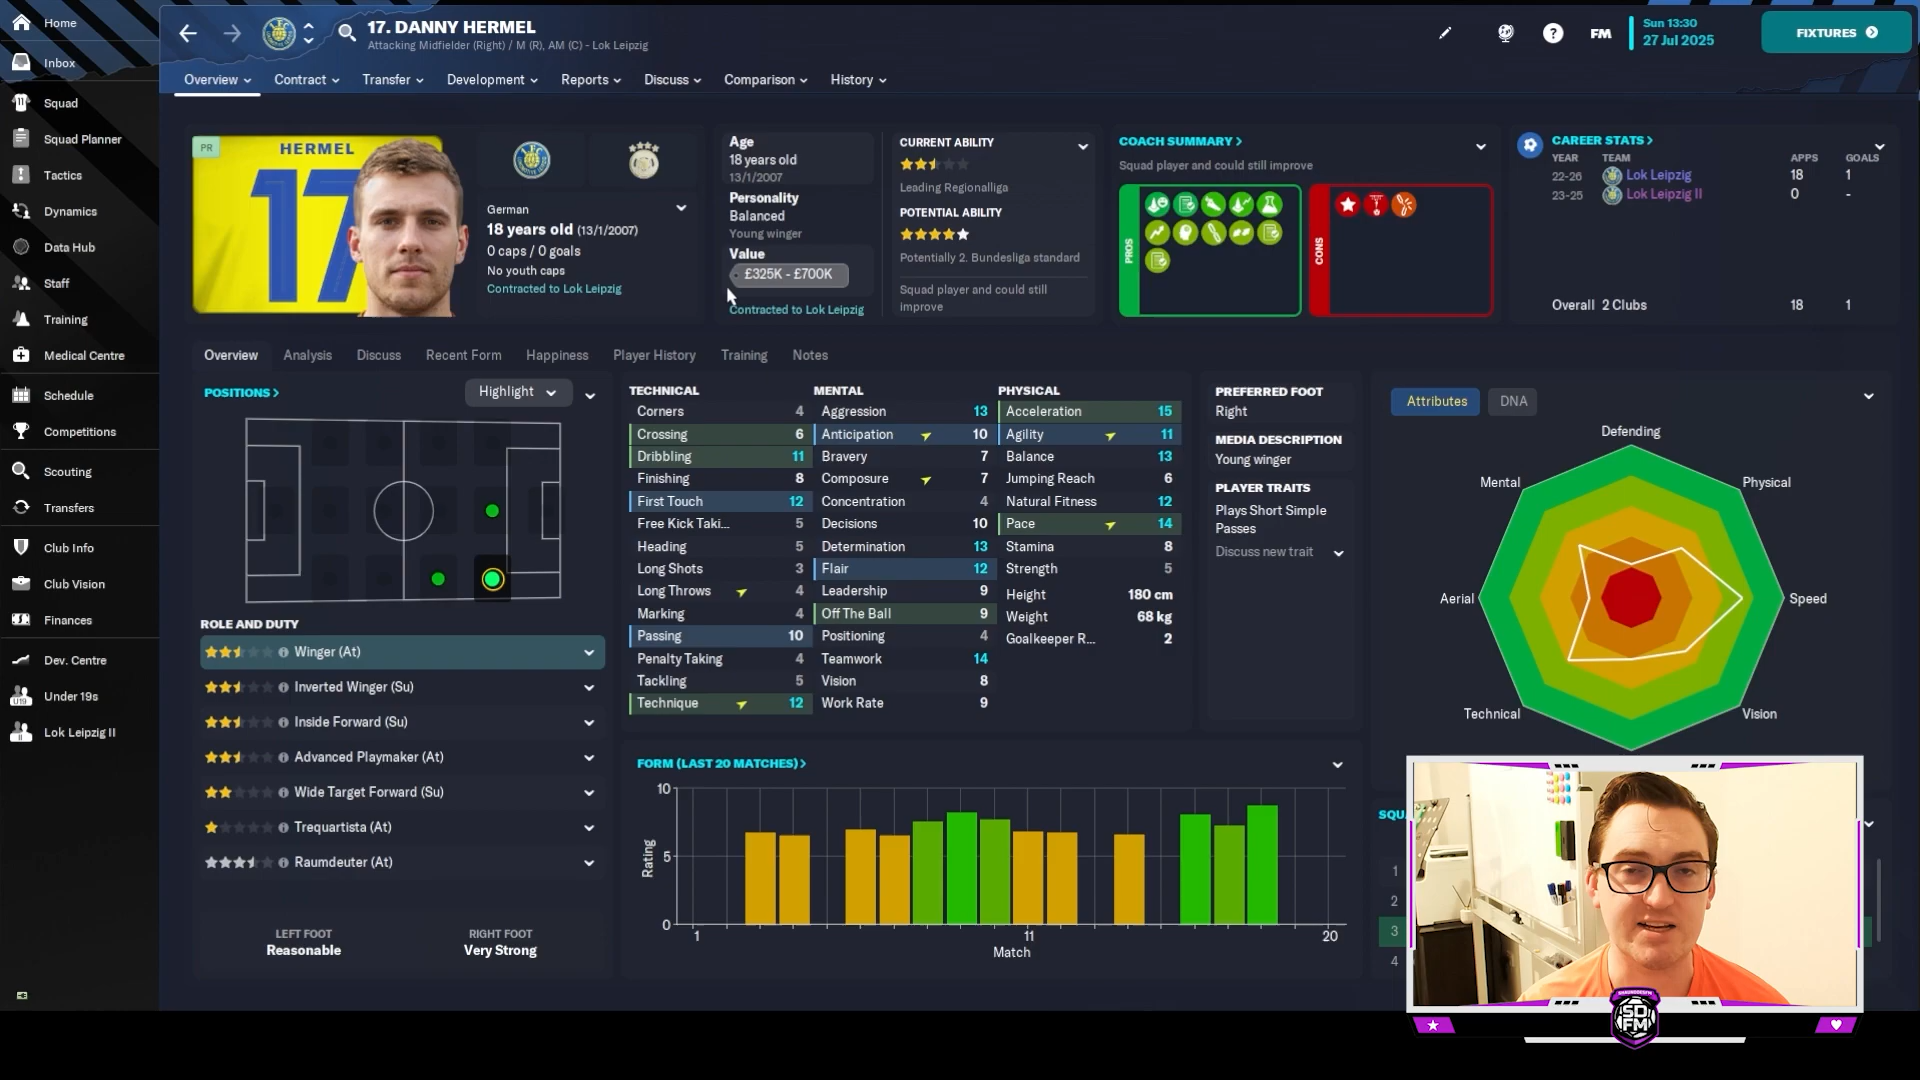 Home
Inbox
Squad
Squad Planner
Tactics
Dynamics
Data Hub
Staff
Training
Medical Centre
Schedule
Competitions
Scouting
Transfers
Club Info
Club Vision
Finances
Dev. Centre
Under 19s
Lok Leipzig II
17. DANNY HERMEL
Attacking Midfielder (Right) / M (R), AM (C) - Lok Leipzig
FM
Sun 13:30
27 Jul 2025
FIXTURES
Overview
Contract
Transfer
Development
Reports
Discuss
Comparison
History
PR
HERMEL
17
German
18 years old (13/1/2007)
0 caps / 0 goals
No youth caps
Contracted to Lok Leipzig
Age
18 years old
13/1/2007
Personality
Balanced
Young winger
Value
£325K - £700K
Contracted to Lok Leipzig
CURRENT ABILITY
Leading Regionalliga
POTENTIAL ABILITY
Potentially 2. Bundesliga standard
Squad player and could still
improve
COACH SUMMARY >
Squad player and could still improve
PROS
CONS
CAREER STATS >
YEAR TEAM APPS GOALS
22-26 Lok Leipzig 18 1
23-25 Lok Leipzig II 0 -
Overall 2 Clubs 18 1
Overview
Analysis
Discuss
Recent Form
Happiness
Player History
Training
Notes
POSITIONS >
Highlight
ROLE AND DUTY
Winger (At)
Inverted Winger (Su)
Inside Forward (Su)
Advanced Playmaker (At)
Wide Target Forward (Su)
Trequartista (At)
Raumdeuter (At)
LEFT FOOT
Reasonable
RIGHT FOOT
Very Strong
TECHNICAL
Corners 4
Crossing 6
Dribbling 11
Finishing 8
First Touch 12
Free Kick Taki... 5
Heading 5
Long Shots 3
Long Throws 4
Marking 4
Passing 10
Penalty Taking 4
Tackling 5
Technique 12
MENTAL
Aggression 13
Anticipation 10
Bravery 7
Composure 7
Concentration 4
Decisions 10
Determination 13
Flair 12
Leadership 9
Off The Ball 9
Positioning 4
Teamwork 14
Vision 8
Work Rate 9
PHYSICAL
Acceleration 15
Agility 11
Balance 13
Jumping Reach 6
Natural Fitness 12
Pace 14
Stamina 8
Strength 5
Height 180 cm
Weight 68 kg
Goalkeeper R... 2
PREFERRED FOOT
Right
MEDIA DESCRIPTION
Young winger
PLAYER TRAITS
Plays Short Simple
Passes
Discuss new trait
Attributes
DNA
Defending
Mental
Physical
Aerial
Speed
Technical
Vision
FORM (LAST 20 MATCHES) >
10
5
0
Rating
1
11
20
Match
SQU
1
2
3
4
SD
FM